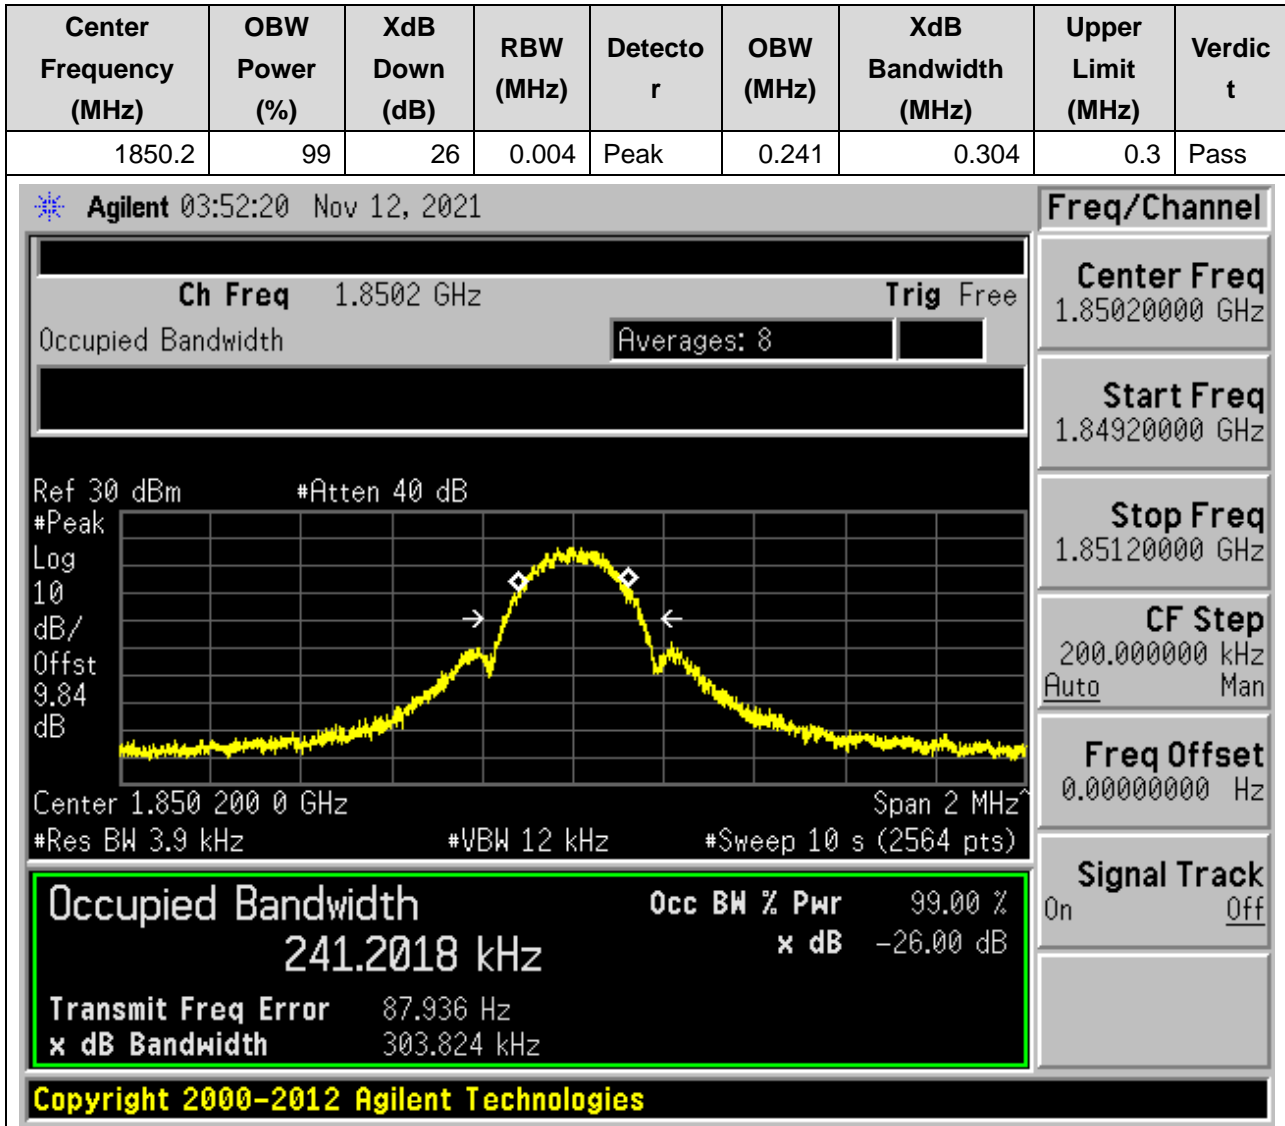 Center Frequency (MHz) OBW Power (%) XdB Down (dB) RBW (MHz) Detecto r OBW (MHz) XdB Bandwidth (MHz) Upper Limit (MHz) Verdic t
1850.2 99 26 0.004 Peak 0.241 0.304 0.3 Pass
Agilent 03:52:20 Nov 12, 2021
Freq/Channel
Ch Freq 1.8502 GHz Trig Free
Occupied Bandwidth Averages: 8
Center Freq
1.85020000 GHz
Start Freq
1.84920000 GHz
Stop Freq
1.85120000 GHz
CF Step
200.000000 kHz
Auto Man
Freq Offset
0.00000000 Hz
Signal Track
On Off
Ref 30 dBm #Atten 40 dB
#Peak
Log
10
dB/
Offst
9.84
dB
Center 1.850 200 0 GHz Span 2 MHz^
#Res BW 3.9 kHz #VBW 12 kHz #Sweep 10 s (2564 pts)
Occupied Bandwidth Occ BW % Pwr 99.00 %
241.2018 kHz x dB -26.00 dB
Transmit Freq Error 87.936 Hz
x dB Bandwidth 303.824 kHz
Copyright 2000-2012 Agilent Technologies